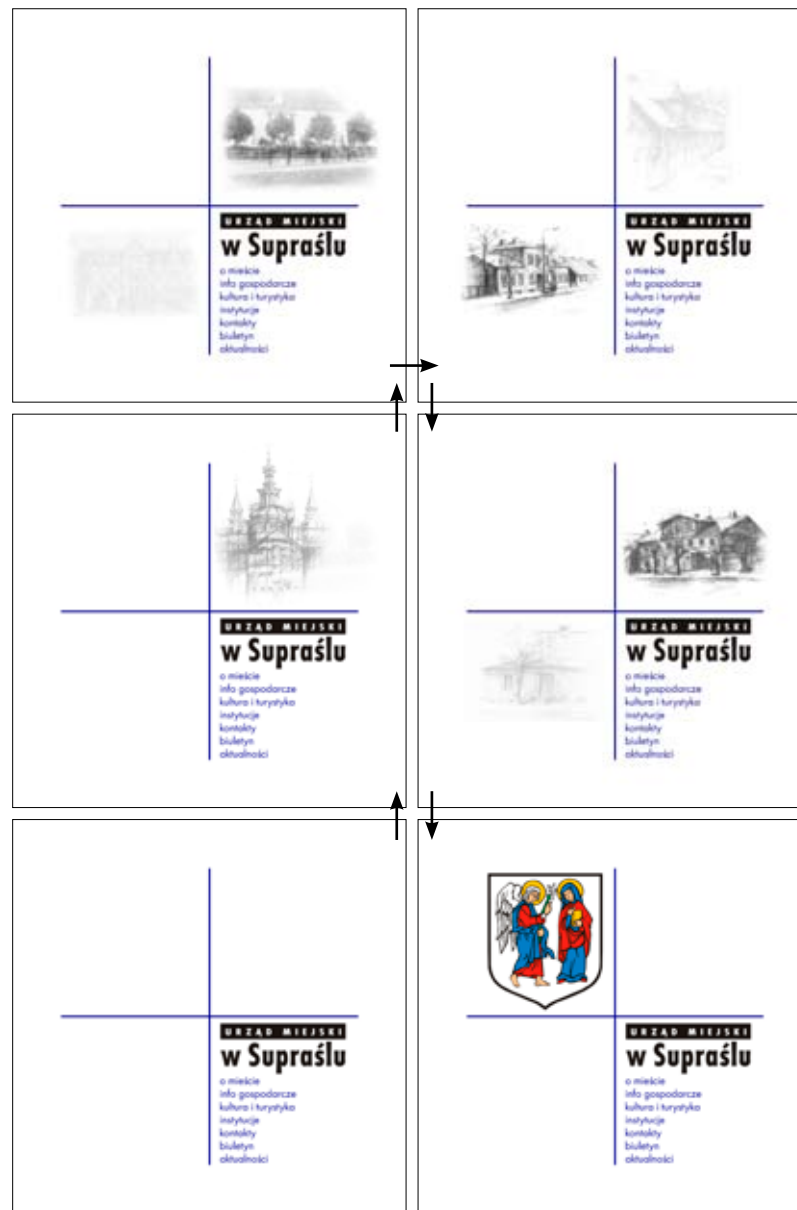 URZĄD MIEJSKI
w Supraślu
o mieście
info gospodarcze
kultura i turystyka
instytucje
kontakty
biuletyn
aktualności
URZĄD MIEJSKI
w Supraślu
o mieście
info gospodarcze
kultura i turystyka
instytucje
kontakty
biuletyn
aktualności
URZĄD MIEJSKI
w Supraślu
o mieście
info gospodarcze
kultura i turystyka
instytucje
kontakty
biuletyn
aktualności
URZĄD MIEJSKI
w Supraślu
o mieście
info gospodarcze
kultura i turystyka
instytucje
kontakty
biuletyn
aktualności
URZĄD MIEJSKI
w Supraślu
o mieście
info gospodarcze
kultura i turystyka
instytucje
kontakty
biuletyn
aktualności
URZĄD MIEJSKI
w Supraślu
o mieście
info gospodarcze
kultura i turystyka
instytucje
kontakty
biuletyn
aktualności